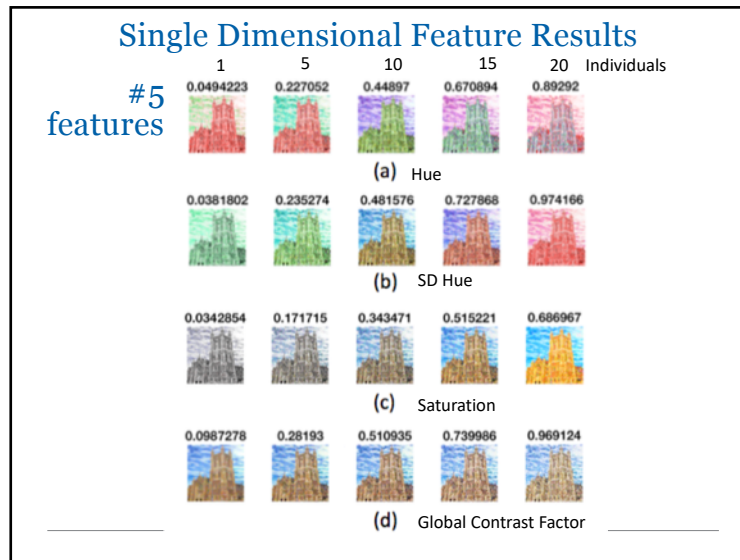 Single Dimensional Feature Results
1 5 10 15 20 Individuals
#5
features
0.0494223 0.227052 0.44897 0.670894 0.89292
(a) Hue
0.0381802 0.235274 0.481576 0.727868 0.974166
(b) SD Hue
0.0342854 0.171715 0.343471 0.515221 0.686967
(c) Saturation
0.0987278 0.28193 0.510935 0.739986 0.969124
(d) Global Contrast Factor